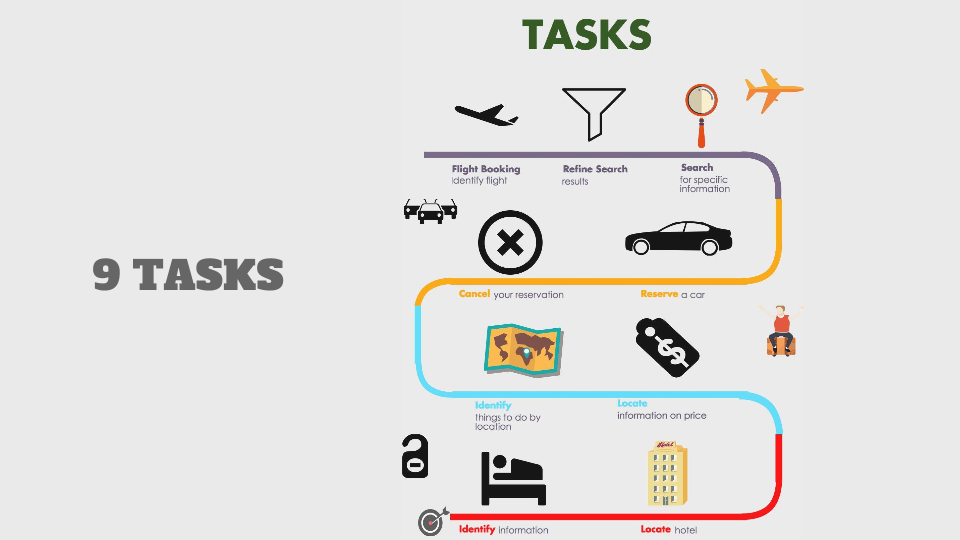 TASKS
9 TASKS
Flight Booking
Identify flight
Refine Search
results
Search
for specific
information
Cancel your reservation
Reserve a car
Identify
things to do by
location
Locate
information on price
Hotel
Identify information
Locate hotel